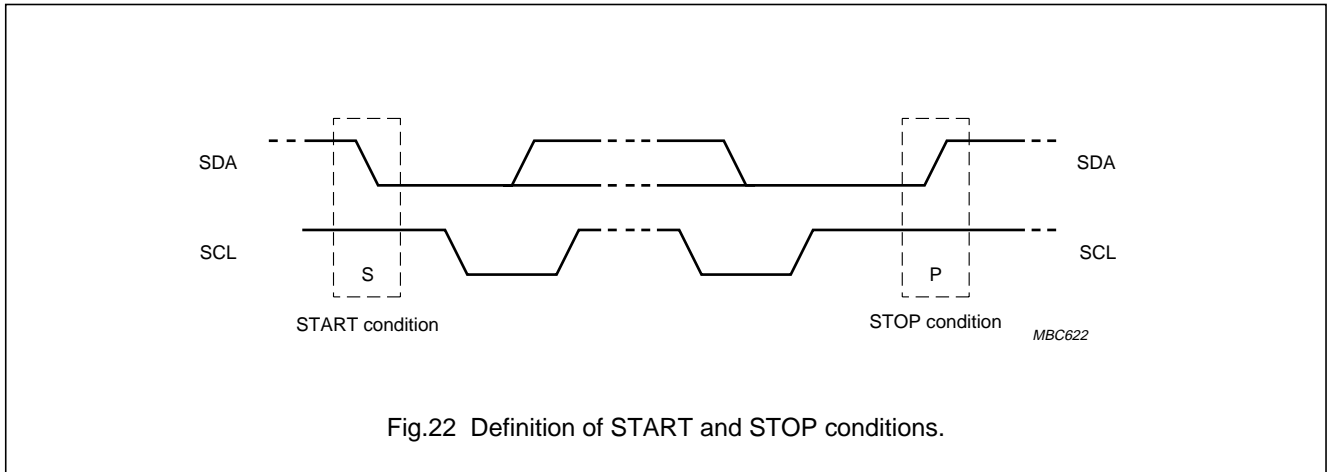 SDA
SDA
SCL
SCL
S
P
START condition
STOP condition
MBC622
Fig.22 Definition of START and STOP conditions.